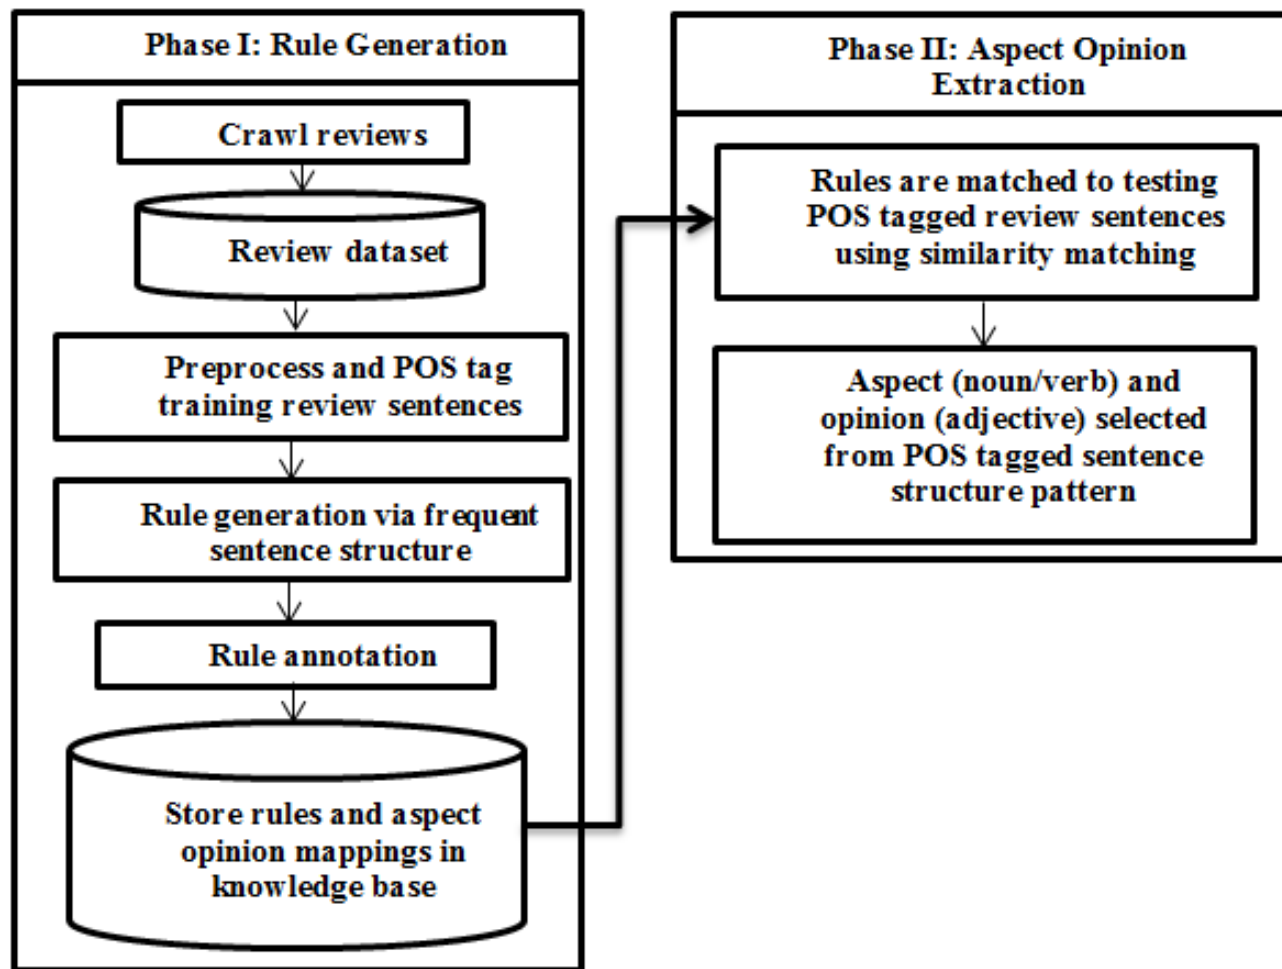 Phase I: Rule Generation
Crawl reviews
Review dataset
Preprocess and POS tag
training review sentences
Rule generation via frequent
sentence structure
Rule annotation
Store rules and aspect
opinion mappings in
knowledge base
Phase II: Aspect Opinion
Extraction
Rules are matched to testing
POS tagged review sentences
using similarity matching
Aspect (noun/verb) and
opinion (adjective) selected
from POS tagged sentence
structure pattern